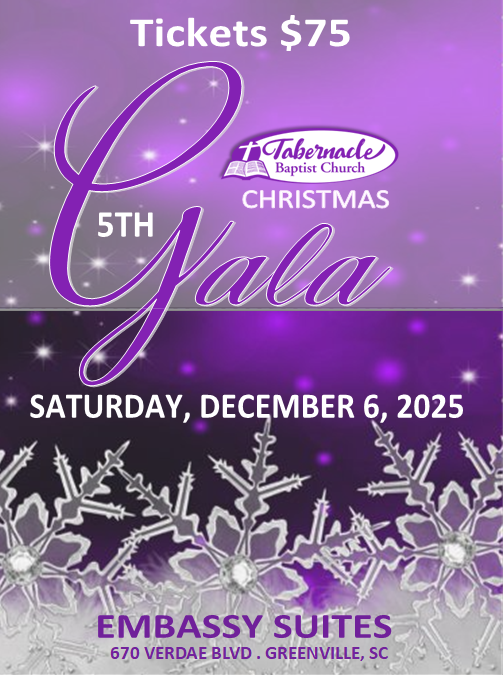 Tickets $75
Tabernacle
Baptist Church
CHRISTMAS
5TH
Gala
SATURDAY, DECEMBER 6, 2025
EMBASSY SUITES
670 VERDAE BLVD . GREENVILLE, SC